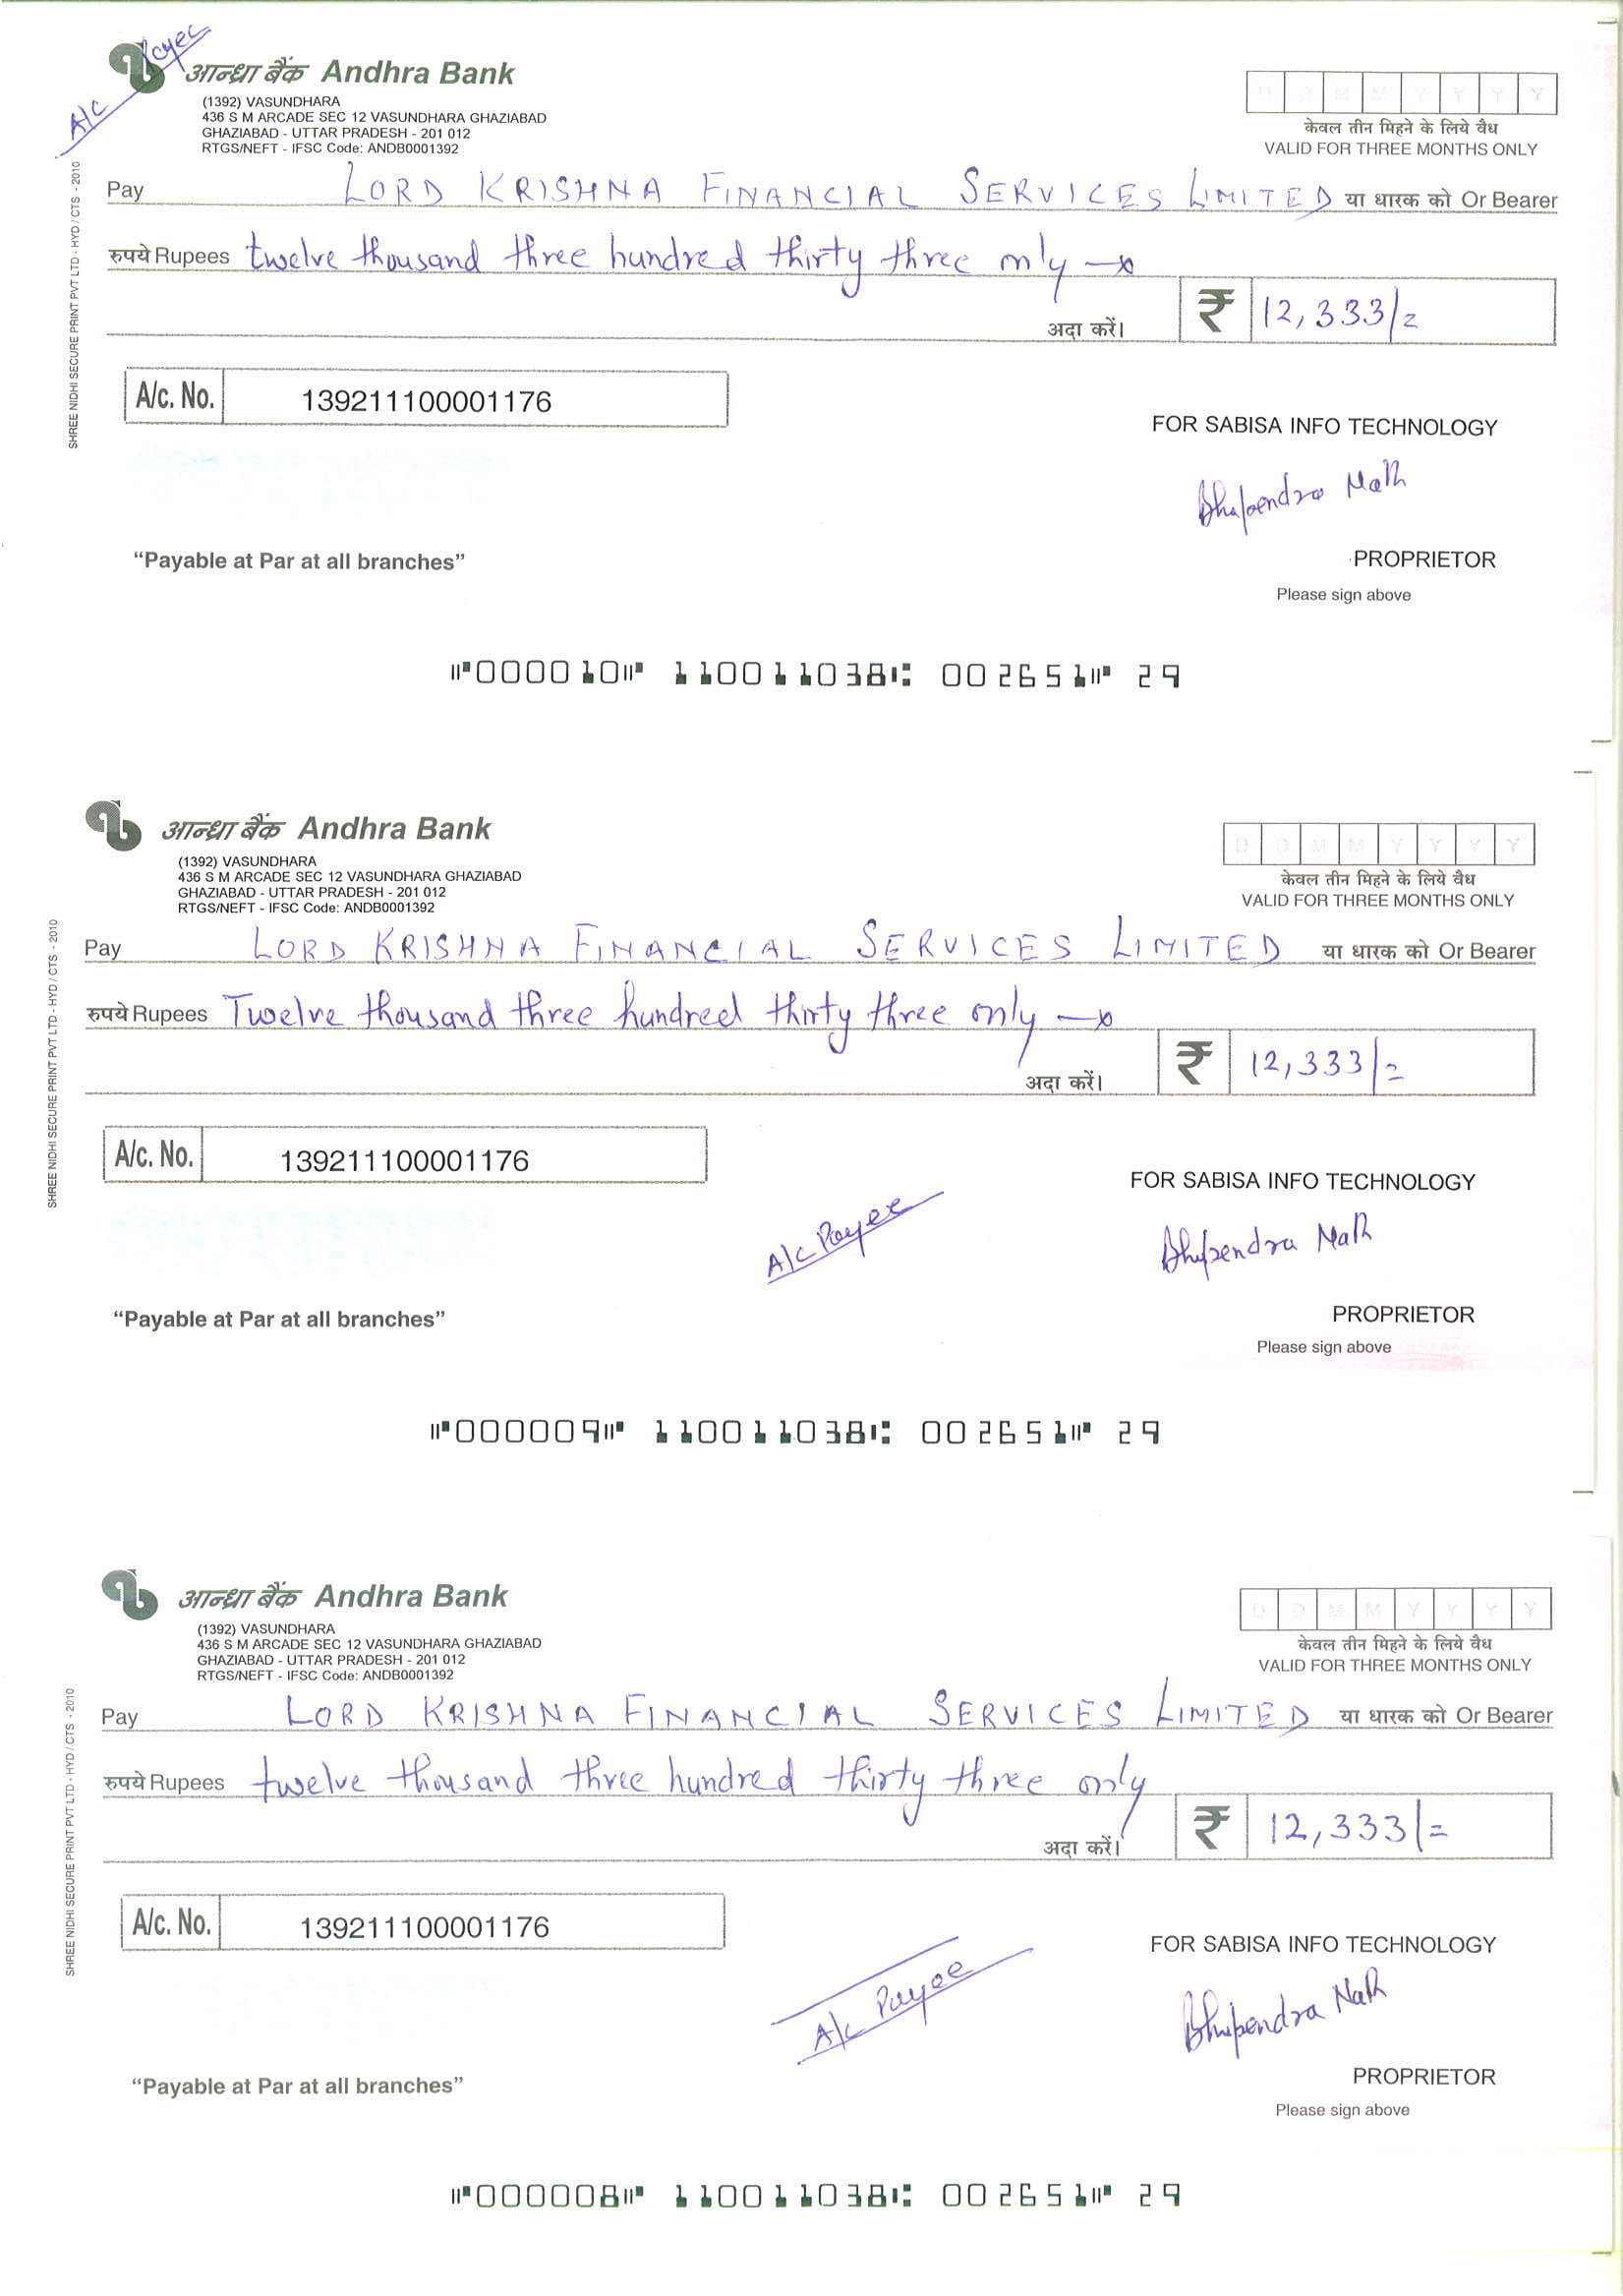 A/c Payee
आन्ध्रा बैंक Andhra Bank
(1392) VASUNDHARA
436 S M ARCADE SEC 12 VASUNDHARA GHAZIABAD
GHAZIABAD - UTTAR PRADESH - 201 012
RTGS/NEFT - IFSC Code: ANDB0001392
D D M M Y Y Y Y
केवल तीन मिहने के लिये वैध
VALID FOR THREE MONTHS ONLY
Pay LORD KRISHNA FINANCIAL SERVICES LIMITED या धारक को Or Bearer
रुपये Rupees twelve thousand three hundred thirty three only
अदा करें। ₹ 12,333/=
A/c. No. 139211100001176
FOR SABISA INFO TECHNOLOGY
Bhupendra Nath
"Payable at Par at all branches"
PROPRIETOR
Please sign above
SHREE NIDHI SECURE PRINT PVT LTD - HYD / CTS - 2010
⑈000010⑈ 110011038⑆ 002651⑈ 29
आन्ध्रा बैंक Andhra Bank
(1392) VASUNDHARA
436 S M ARCADE SEC 12 VASUNDHARA GHAZIABAD
GHAZIABAD - UTTAR PRADESH - 201 012
RTGS/NEFT - IFSC Code: ANDB0001392
D D M M Y Y Y Y
केवल तीन मिहने के लिये वैध
VALID FOR THREE MONTHS ONLY
Pay LORD KRISHNA FINANCIAL SERVICES LIMITED या धारक को Or Bearer
रुपये Rupees Twelve thousand three hundred thirty three only
अदा करें। ₹ 12,333/=
A/c. No. 139211100001176
FOR SABISA INFO TECHNOLOGY
A/c Payee
Bhupendra Nath
"Payable at Par at all branches"
PROPRIETOR
Please sign above
SHREE NIDHI SECURE PRINT PVT LTD - HYD / CTS - 2010
⑈000009⑈ 110011038⑆ 002651⑈ 29
आन्ध्रा बैंक Andhra Bank
(1392) VASUNDHARA
436 S M ARCADE SEC 12 VASUNDHARA GHAZIABAD
GHAZIABAD - UTTAR PRADESH - 201 012
RTGS/NEFT - IFSC Code: ANDB0001392
D D M M Y Y Y Y
केवल तीन मिहने के लिये वैध
VALID FOR THREE MONTHS ONLY
Pay LORD KRISHNA FINANCIAL SERVICES LIMITED या धारक को Or Bearer
रुपये Rupees twelve thousand three hundred thirty three only
अदा करें। ₹ 12,333/=
A/c. No. 139211100001176
FOR SABISA INFO TECHNOLOGY
A/c Payee
Bhupendra Nath
"Payable at Par at all branches"
PROPRIETOR
Please sign above
SHREE NIDHI SECURE PRINT PVT LTD - HYD / CTS - 2010
⑈000008⑈ 110011038⑆ 002651⑈ 29